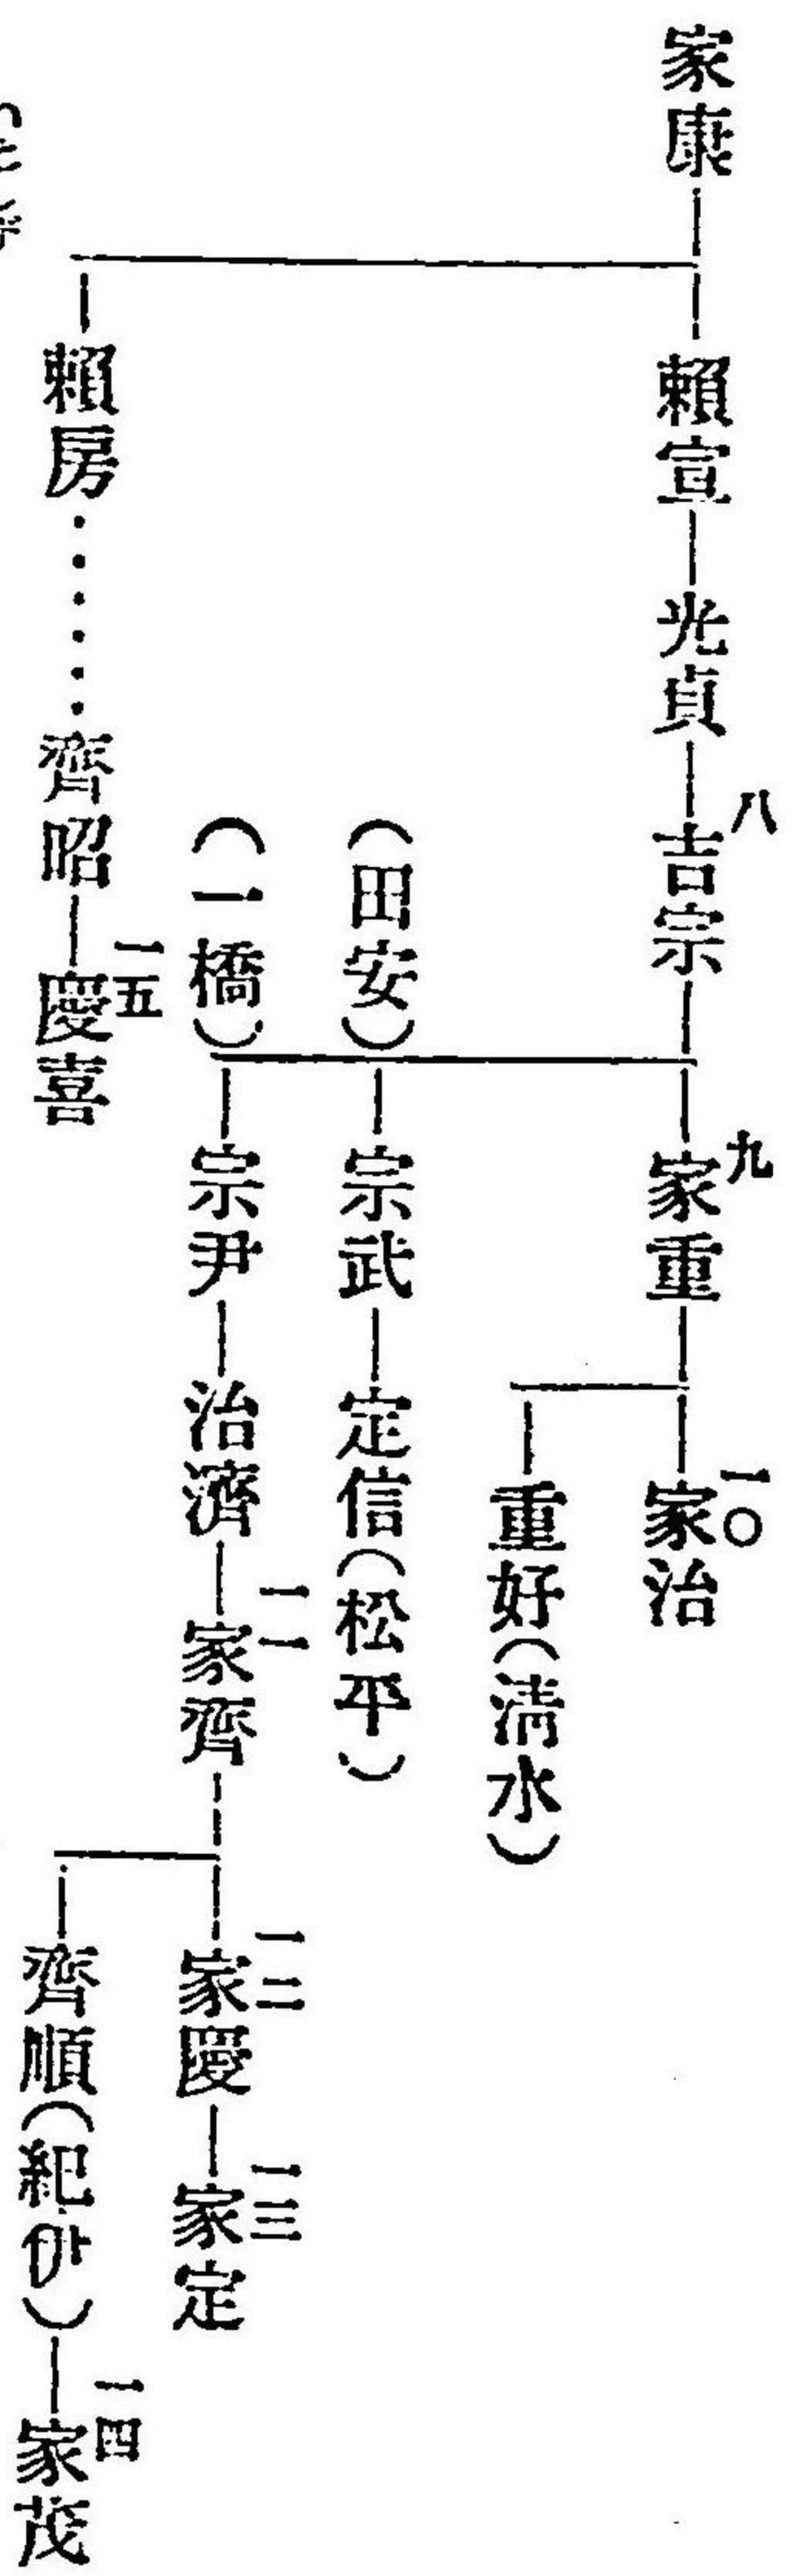 家康
賴宣
光貞
八
吉宗
九
家重
一〇
家治
重好(淸水)
(田安)
宗武
定信(松平)
(一橋)
宗尹
治濟
一一
家齊
一二
家慶
一三
家定
齊順(紀伊)
一四
家茂
賴房
齊昭
一五
慶喜